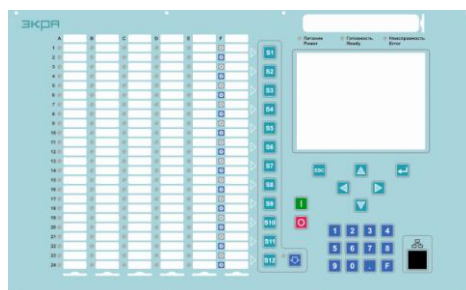 ЭКРА
Питание Готовность Неисправность
Power Ready Error
A B C D E F
1
2
3
4
5
6
7
8
9
10
11
12
13
14
15
16
17
18
19
20
21
22
23
24
S1
S2
S3
S4
S5
S6
S7
S8
S9
S10
S11
S12
ESC
I
O
1 2 3 4
5 6 7 8
9 0 . F